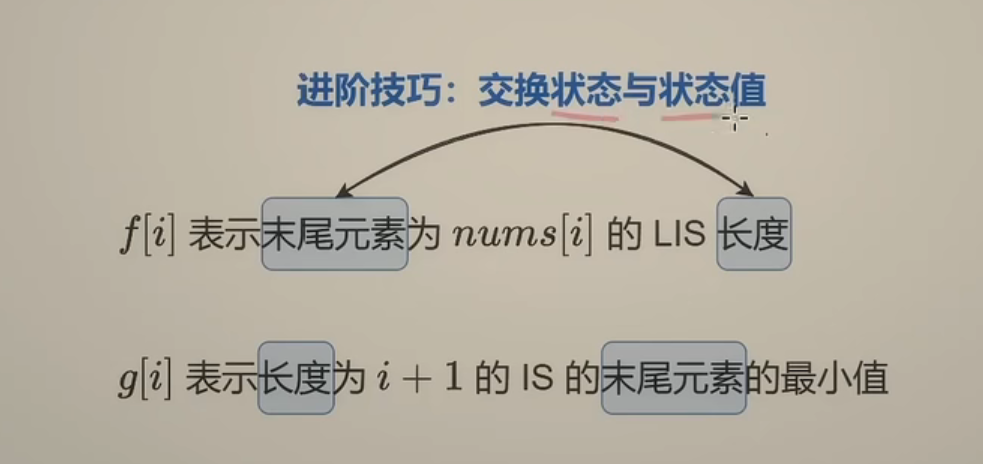 进阶技巧：交换状态与状态值
f[i] 表示末尾元素为 nums[i] 的 LIS 长度
g[i] 表示长度为 i + 1 的 IS 的末尾元素的最小值